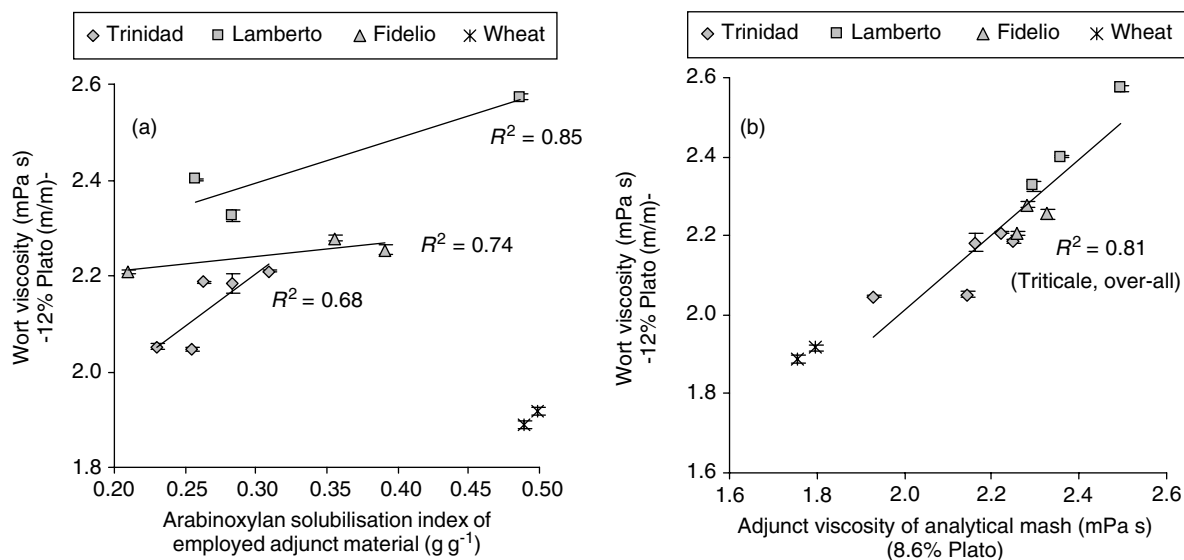 Trinidad Lamberto Fidelio Wheat
(a)
2.6
2.4
2.2
2.0
1.8
Wort viscosity (mPa s)
-12% Plato (m/m)-
R² = 0.85
R² = 0.74
R² = 0.68
0.20 0.25 0.30 0.35 0.40 0.45 0.50
Arabinoxylan solubilisation index of
employed adjunct material (g g⁻¹)
Trinidad Lamberto Fidelio Wheat
(b)
2.6
2.4
2.2
2.0
1.8
1.6
Wort viscosity (mPa s)
-12% Plato (m/m)-
R² = 0.81
(Triticale, over-all)
1.6 1.8 2.0 2.2 2.4 2.6
Adjunct viscosity of analytical mash (mPa s)
(8.6% Plato)